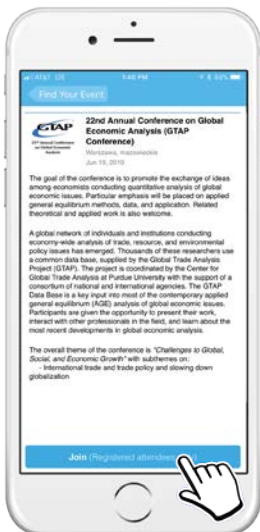 AT&T LTE 1:40 PM
Find Your Event
GTAP
22nd Annual Conference on Global
Economic Analysis (GTAP
Conference)
Warszawa, mazowieckie
Jun 19, 2019
The goal of the conference is to promote the exchange of ideas
among economists conducting quantitative analysis of global
economic issues. Particular emphasis will be placed on applied
general equilibrium methods, data, and application. Related
theoretical and applied work is also welcome.
A global network of individuals and institutions conducting
economy-wide analysis of trade, resource, and environmental
policy issues has emerged. Thousands of these researchers use
a common data base, supplied by the Global Trade Analysis
Project (GTAP). The project is coordinated by the Center for
Global Trade Analysis at Purdue University with the support of a
consortium of national and international agencies. The GTAP
Data Base is a key input into most of the contemporary applied
general equilibrium (AGE) analysis of global economic issues.
Participants are given the opportunity to present their work,
interact with other professionals in the field, and learn about the
most recent developments in global economic analysis.
The overall theme of the conference is "Challenges to Global,
Social, and Economic Growth" with subthemes on:
- International trade and trade policy and slowing down
globalization
Join (Registered attendees